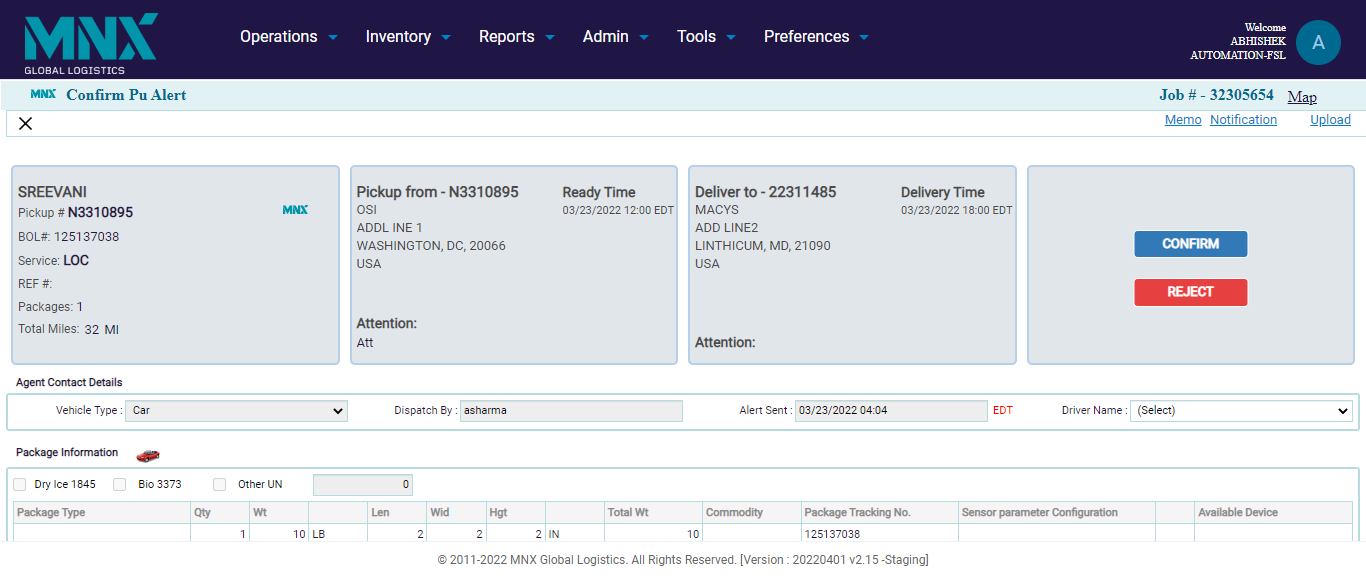 MNX
GLOBAL LOGISTICS
Operations Inventory Reports Admin Tools Preferences
Welcome
ABHISHEK
AUTOMATION-FSL
A
MNX Confirm Pu Alert
Job # - 32305654 Map
Memo Notification Upload
SREEVANI
Pickup # N3310895
MNX
BOL#: 125137038
Service: LOC
REF #:
Packages: 1
Total Miles: 32 MI
Pickup from - N3310895
OSI
ADDL INE 1
WASHINGTON, DC, 20066
USA
Attention:
Att
Ready Time
03/23/2022 12:00 EDT
Deliver to - 22311485
MACYS
ADD LINE2
LINTHICUM, MD, 21090
USA
Attention:
Delivery Time
03/23/2022 18:00 EDT
CONFIRM
REJECT
Agent Contact Details
Vehicle Type : Car Dispatch By : asharma Alert Sent : 03/23/2022 04:04 EDT Driver Name : (Select)
Package Information
Dry Ice 1845 Bio 3373 Other UN 0
Package Type Qty Wt Len Wid Hgt Total Wt Commodity Package Tracking No. Sensor parameter Configuration Available Device
1 10 LB 2 2 2 IN 10 125137038
© 2011-2022 MNX Global Logistics. All Rights Reserved. [Version : 20220401 v2.15 -Staging]